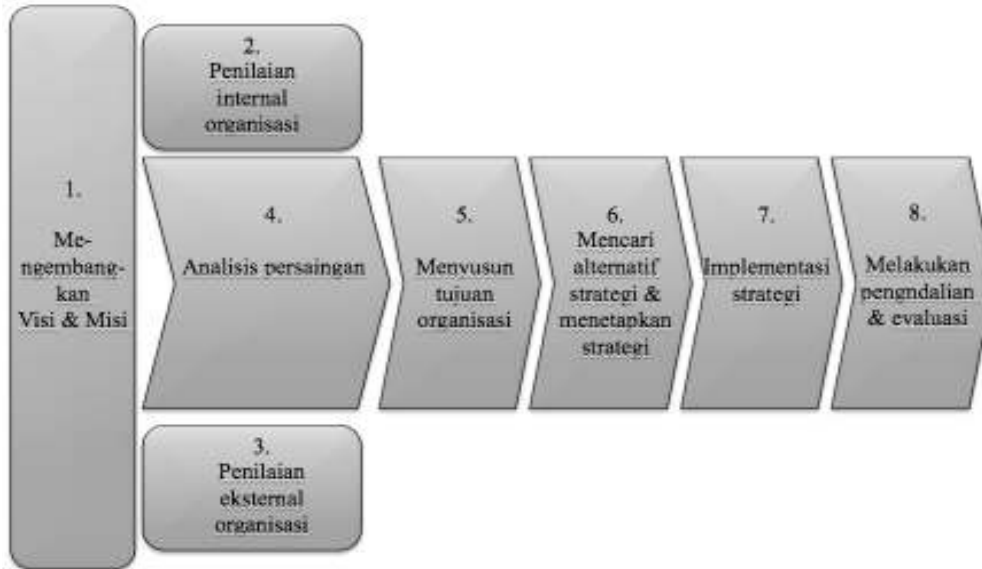 1.
Me-
ngembang-
kan
Visi & Misi
2.
Penilaian
internal
organisasi
3.
Penilaian
eksternal
organisasi
4.
Analisis persaingan
5.
Menyusun
tujuan
organisasi
6.
Mencari
alternatif
strategi &
menetapkan
strategi
7.
Implementasi
strategi
8.
Melakukan
pengndalian
& evaluasi